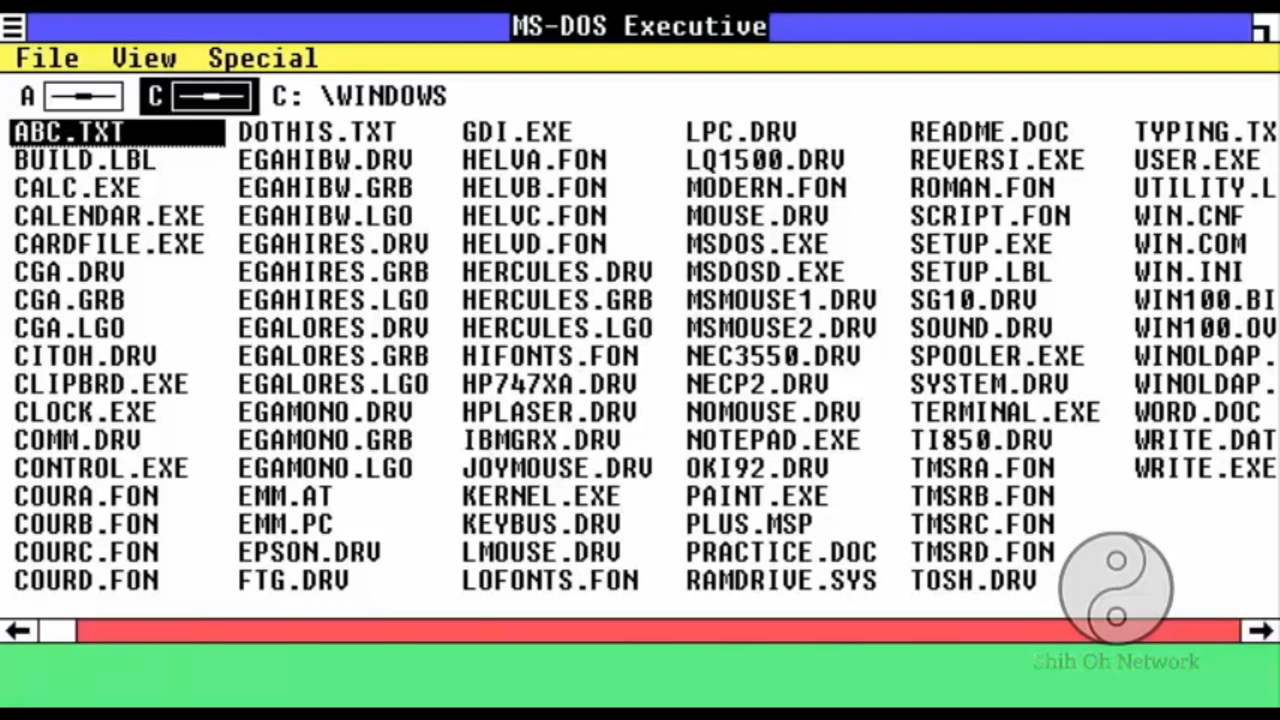 MS-DOS Executive
File View Special
A C C: \WINDOWS
ABC.TXT DOTHIS.TXT GDI.EXE LPC.DRV README.DOC TYPING.TX
BUILD.LBL EGAHIBW.DRV HELVA.FON LQ1500.DRV REVERSI.EXE USER.EXE
CALC.EXE EGAHIBW.GRB HELVB.FON MODERN.FON ROMAN.FON UTILITY.L
CALENDAR.EXE EGAHIBW.LGO HELVC.FON MOUSE.DRV SCRIPT.FON WIN.CNF
CARDFILE.EXE EGAHIRES.DRV HELVD.FON MSDOS.EXE SETUP.EXE WIN.COM
CGA.DRV EGAHIRES.GRB HERCULES.DRV MSDOSD.EXE SETUP.LBL WIN.INI
CGA.GRB EGAHIRES.LGO HERCULES.GRB MSMOUSE1.DRV SG10.DRV WIN100.BI
CGA.LGO EGALORES.DRV HERCULES.LGO MSMOUSE2.DRV SOUND.DRV WIN100.OV
CITOH.DRV EGALORES.GRB HIFONTS.FON NEC3550.DRV SPOOLER.EXE WINOLDAP.
CLIPBRD.EXE EGALORES.LGO HP747XA.DRV NECP2.DRV SYSTEM.DRV WINOLDAP.
CLOCK.EXE EGAMONO.DRV HPLASER.DRV NOMOUSE.DRV TERMINAL.EXE WORD.DOC
COMM.DRV EGAMONO.GRB IBMGRX.DRV NOTEPAD.EXE TI850.DRV WRITE.DAT
CONTROL.EXE EGAMONO.LGO JOYMOUSE.DRV OKI92.DRV TMSRA.FON WRITE.EXE
COURA.FON EMM.AT KERNEL.EXE PAINT.EXE TMSRB.FON
COURB.FON EMM.PC KEYBUS.DRV PLUS.MSP TMSRC.FON
COURC.FON EPSON.DRV LMOUSE.DRV PRACTICE.DOC TMSRD.FON
COURD.FON FTG.DRV LOFONTS.FON RAMDRIVE.SYS TOSH.DRV
Shih Oh Network